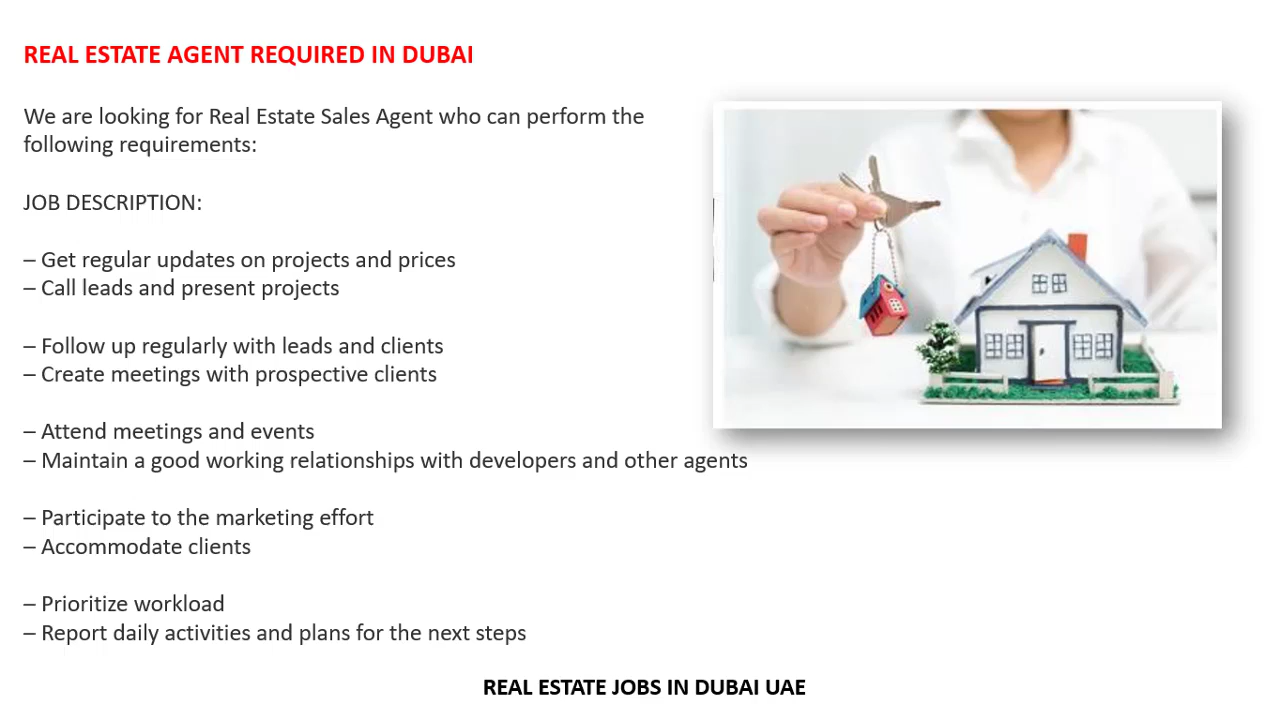 REAL ESTATE AGENT REQUIRED IN DUBAI
We are looking for Real Estate Sales Agent who can perform the
following requirements:
JOB DESCRIPTION:
– Get regular updates on projects and prices
– Call leads and present projects
– Follow up regularly with leads and clients
– Create meetings with prospective clients
– Attend meetings and events
– Maintain a good working relationships with developers and other agents
– Participate to the marketing effort
– Accommodate clients
– Prioritize workload
– Report daily activities and plans for the next steps
REAL ESTATE JOBS IN DUBAI UAE